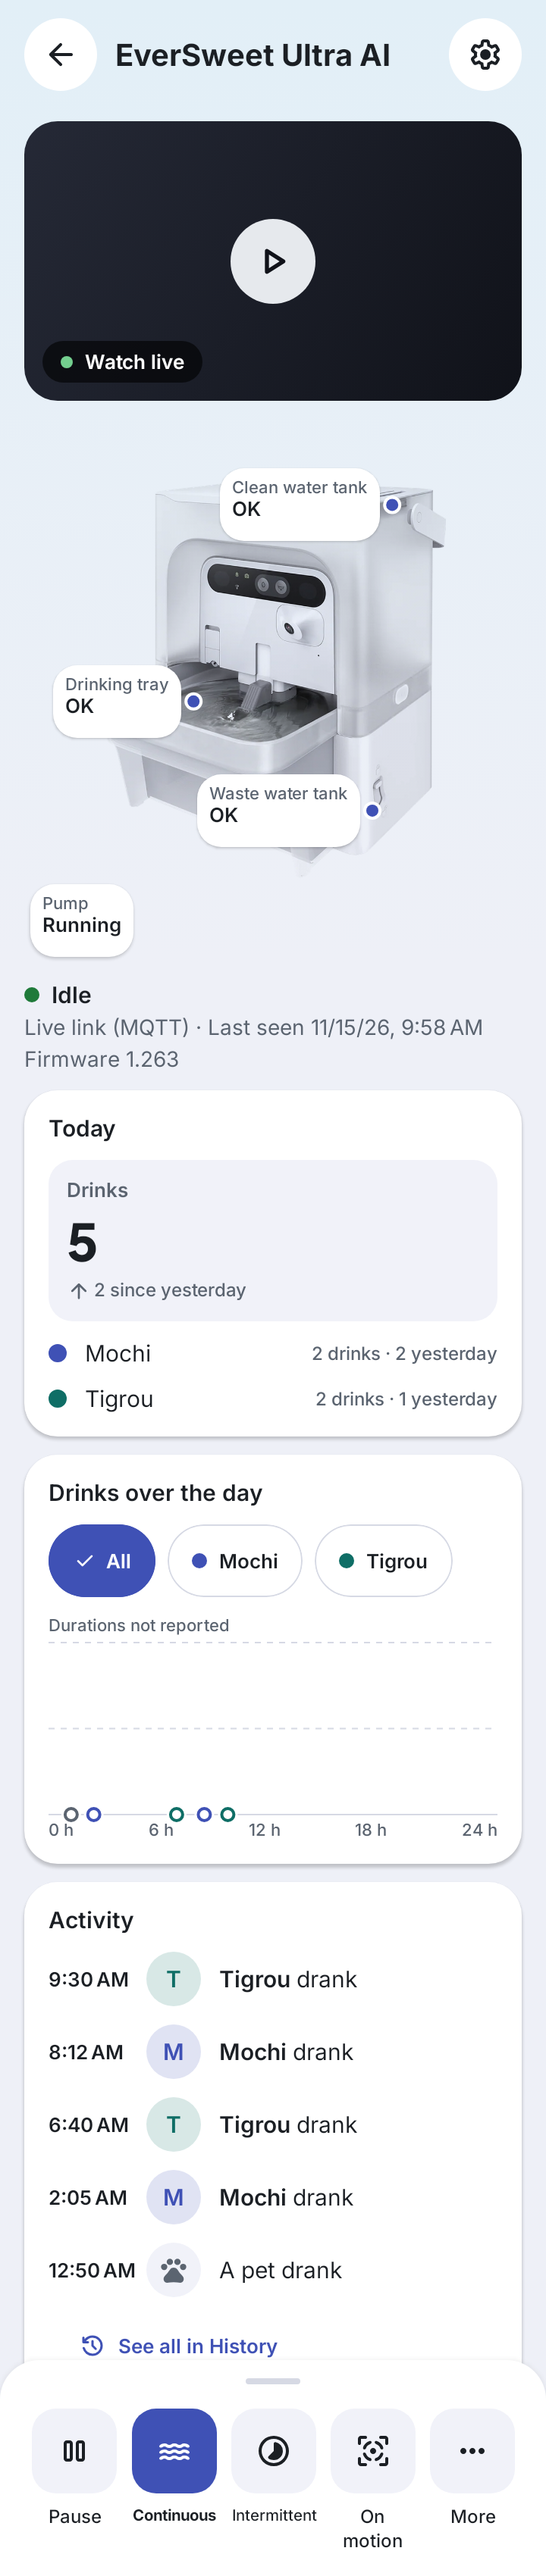 EverSweet Ultra AI
Watch live
Clean water tank
OK
Drinking tray
OK
Waste water tank
OK
Pump
Running
Idle
Live link (MQTT) · Last seen 11/15/26, 9:58 AM
Firmware 1.263
Today
Drinks
5
↑ 2 since yesterday
Mochi 2 drinks · 2 yesterday
Tigrou 2 drinks · 1 yesterday
Drinks over the day
All Mochi Tigrou
Durations not reported
0 h 6 h 12 h 18 h 24 h
Activity
9:30 AM T Tigrou drank
8:12 AM M Mochi drank
6:40 AM T Tigrou drank
2:05 AM M Mochi drank
12:50 AM A pet drank
See all in History
Pause Continuous Intermittent On motion More